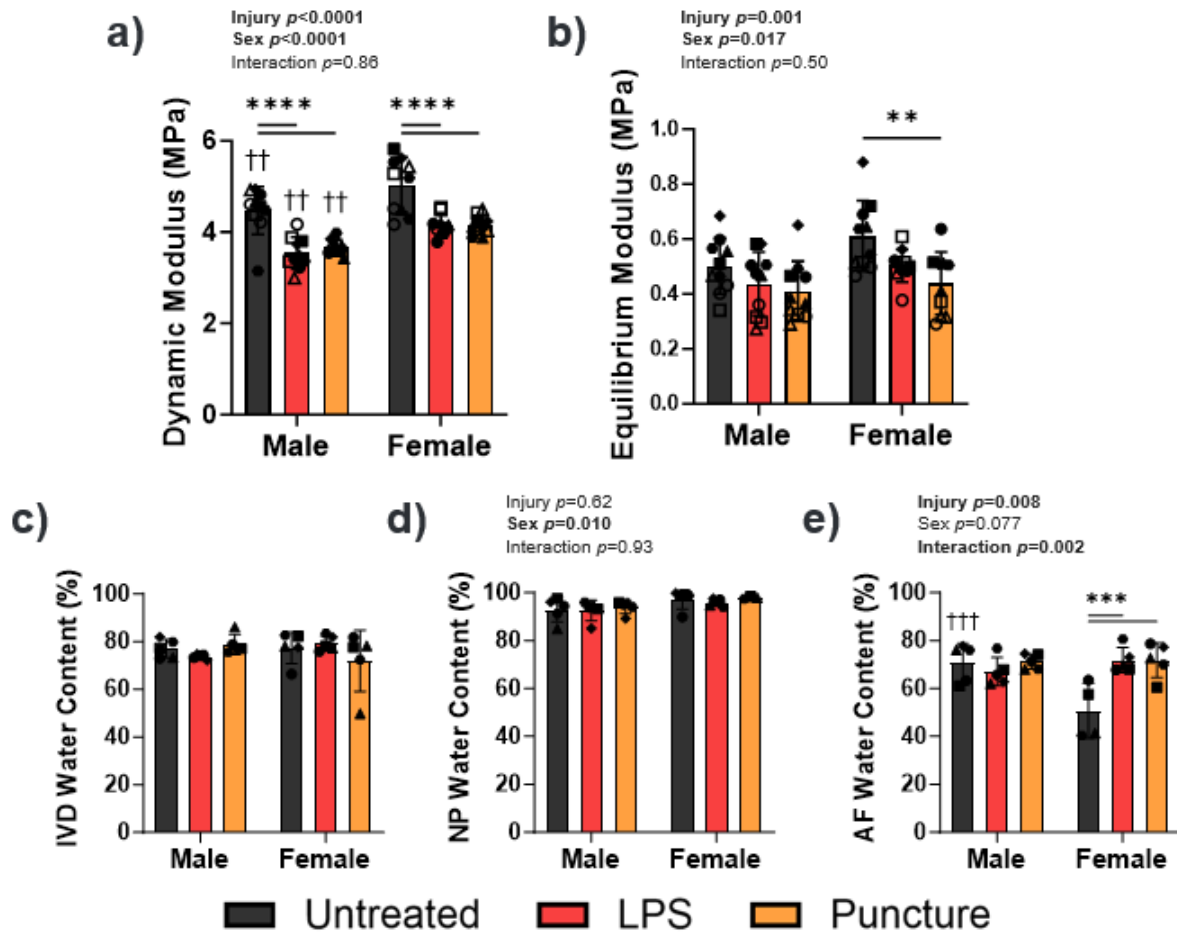 a)
Injury p<0.0001
Sex p<0.0001
Interaction p=0.86
Dynamic Modulus (MPa)
6
4
2
0
****
****
††
††
††
Male
Female
b)
Injury p=0.001
Sex p=0.017
Interaction p=0.50
Equilibrium Modulus (MPa)
1.0
0.8
0.6
0.4
0.2
0.0
**
Male
Female
c)
IVD Water Content (%)
100
80
60
40
20
0
Male
Female
d)
Injury p=0.62
Sex p=0.010
Interaction p=0.93
NP Water Content (%)
100
80
60
40
20
0
Male
Female
e)
Injury p=0.008
Sex p=0.077
Interaction p=0.002
AF Water Content (%)
100
80
60
40
20
0
†††
***
Male
Female
Untreated
LPS
Puncture